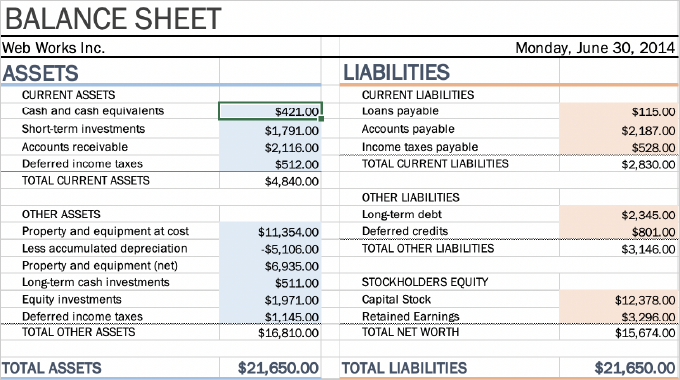 BALANCE SHEET
Web Works Inc. Monday, June 30, 2014
ASSETS
CURRENT ASSETS
Cash and cash equivalents $421.00
Short-term investments $1,791.00
Accounts receivable $2,116.00
Deferred income taxes $512.00
TOTAL CURRENT ASSETS $4,840.00
OTHER ASSETS
Property and equipment at cost $11,354.00
Less accumulated depreciation -$5,106.00
Property and equipment (net) $6,935.00
Long-term cash investments $511.00
Equity investments $1,971.00
Deferred income taxes $1,145.00
TOTAL OTHER ASSETS $16,810.00
TOTAL ASSETS $21,650.00
LIABILITIES
CURRENT LIABILITIES
Loans payable $115.00
Accounts payable $2,187.00
Income taxes payable $528.00
TOTAL CURRENT LIABILITIES $2,830.00
OTHER LIABILITIES
Long-term debt $2,345.00
Deferred credits $801.00
TOTAL OTHER LIABILITIES $3,146.00
STOCKHOLDERS EQUITY
Capital Stock $12,378.00
Retained Earnings $3,296.00
TOTAL NET WORTH $15,674.00
TOTAL LIABILITIES $21,650.00